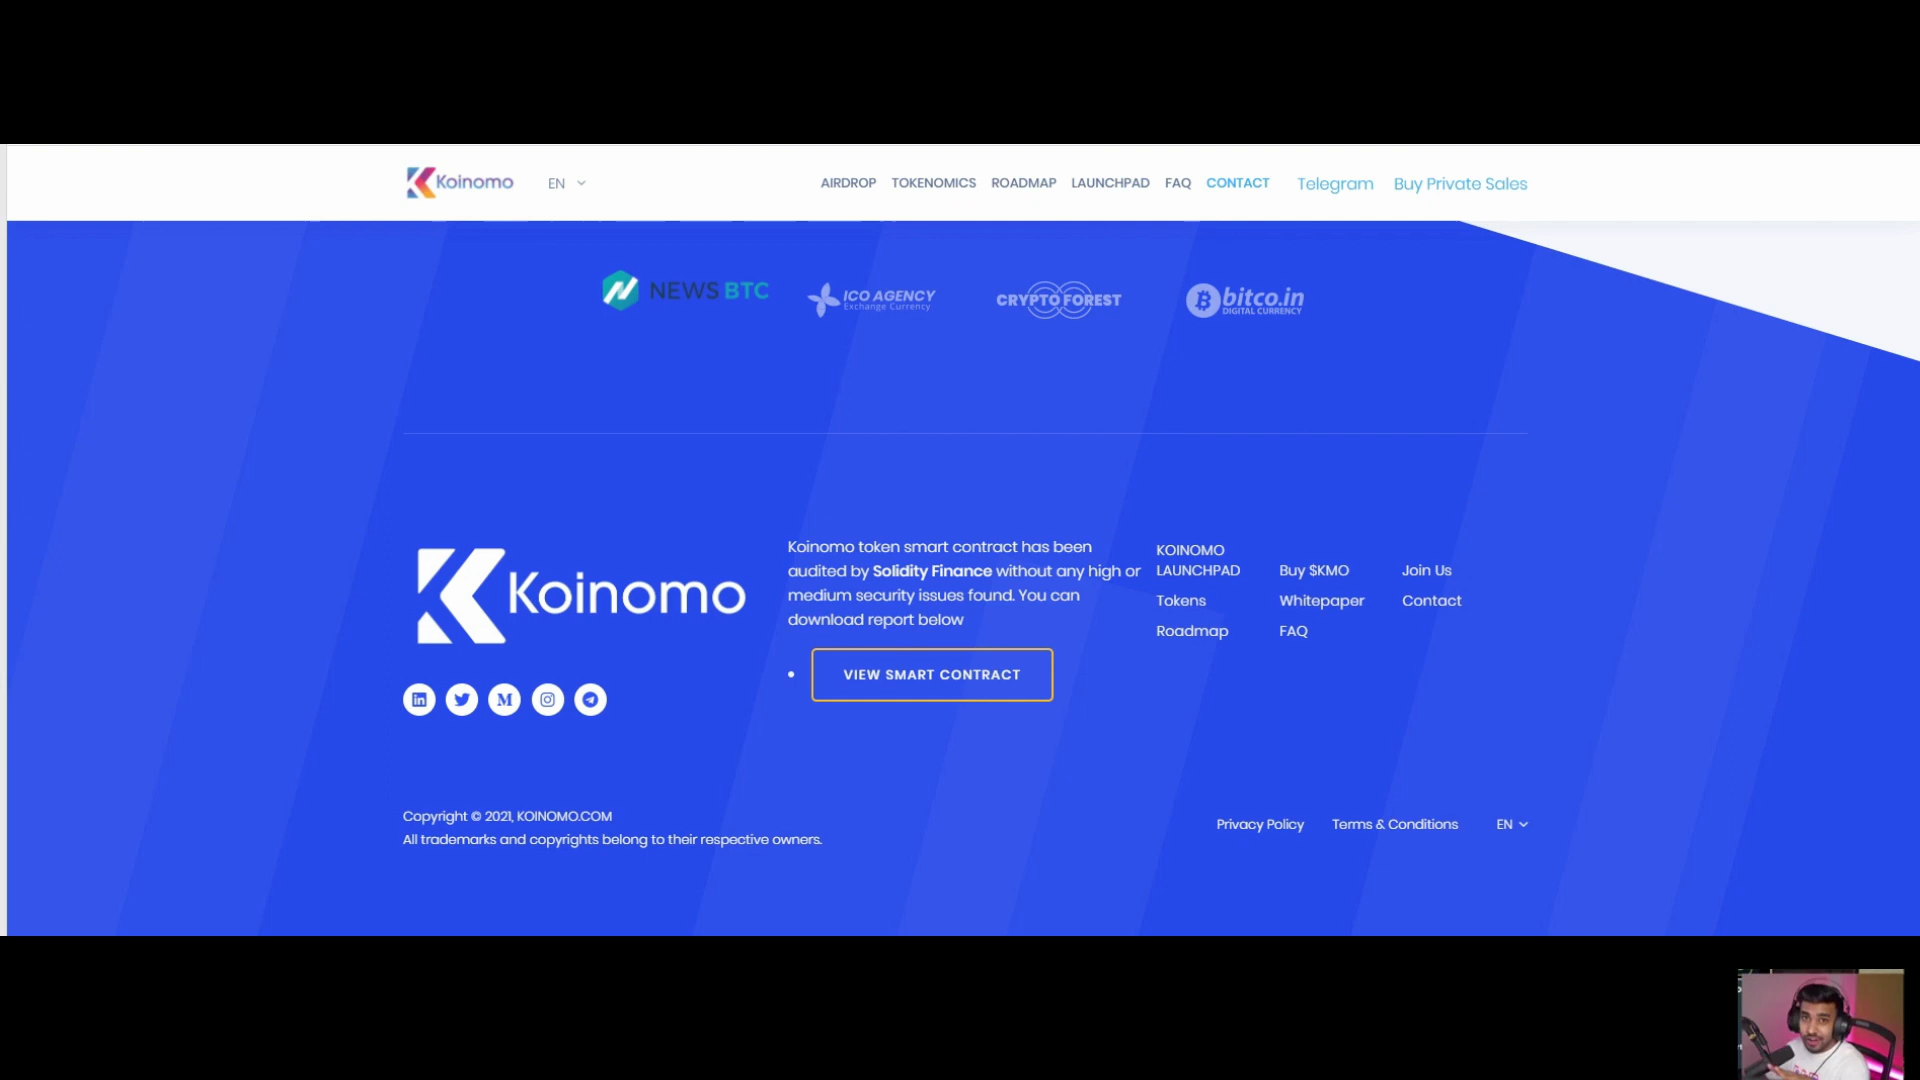 Koinomo
EN
AIRDROP TOKENOMICS ROADMAP LAUNCHPAD FAQ CONTACT Telegram Buy Private Sales
NEWS BTC
ICO AGENCY
Exchange Currency
CRYPTO FOREST
bitco.in
DIGITAL CURRENCY
Koinomo
Koinomo token smart contract has been
audited by Solidity Finance without any high or
medium security issues found. You can
download report below
• VIEW SMART CONTRACT
KOINOMO
LAUNCHPAD
Tokens
Roadmap
Buy $KMO
Whitepaper
FAQ
Join Us
Contact
Copyright © 2021, KOINOMO.COM
All trademarks and copyrights belong to their respective owners.
Privacy Policy Terms & Conditions EN